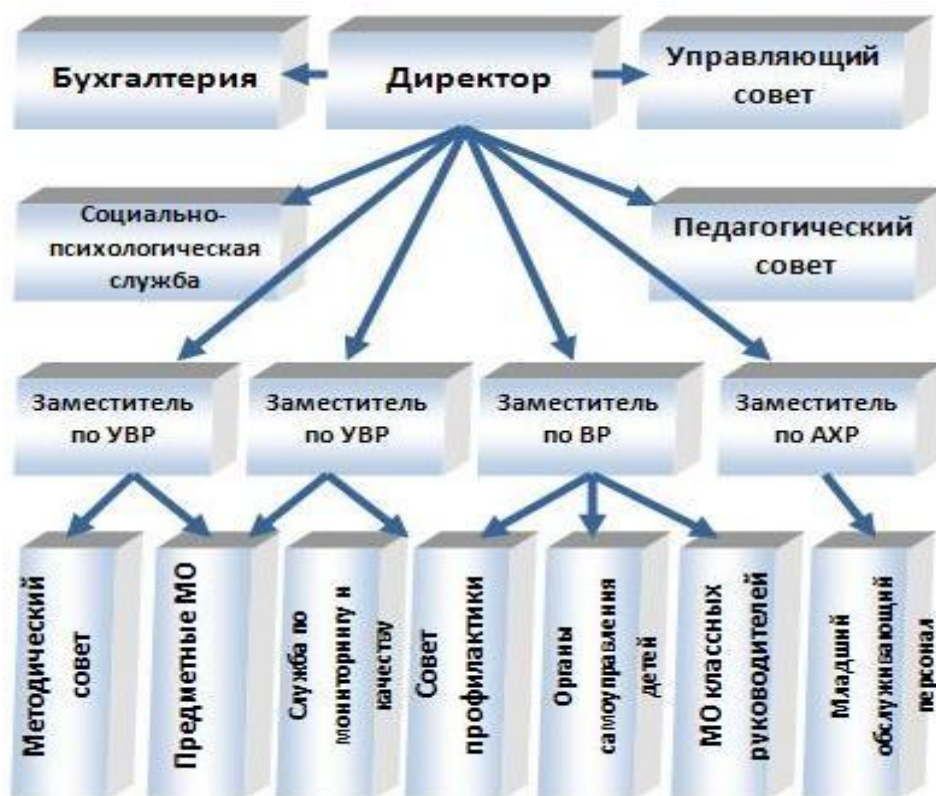 Бухгалтерия
Директор
Управляющий
совет
Социально-
психологическая
служба
Педагогический
совет
Заместитель
по УВР
Заместитель
по УВР
Заместитель
по ВР
Заместитель
по АХР
Методический
совет
Предметные МО
Служба по
мониторингу и
качеству
Совет
профилактики
Органы
самоуправления
детей
МО классных
руководителей
Младший
обслуживающий
персонал